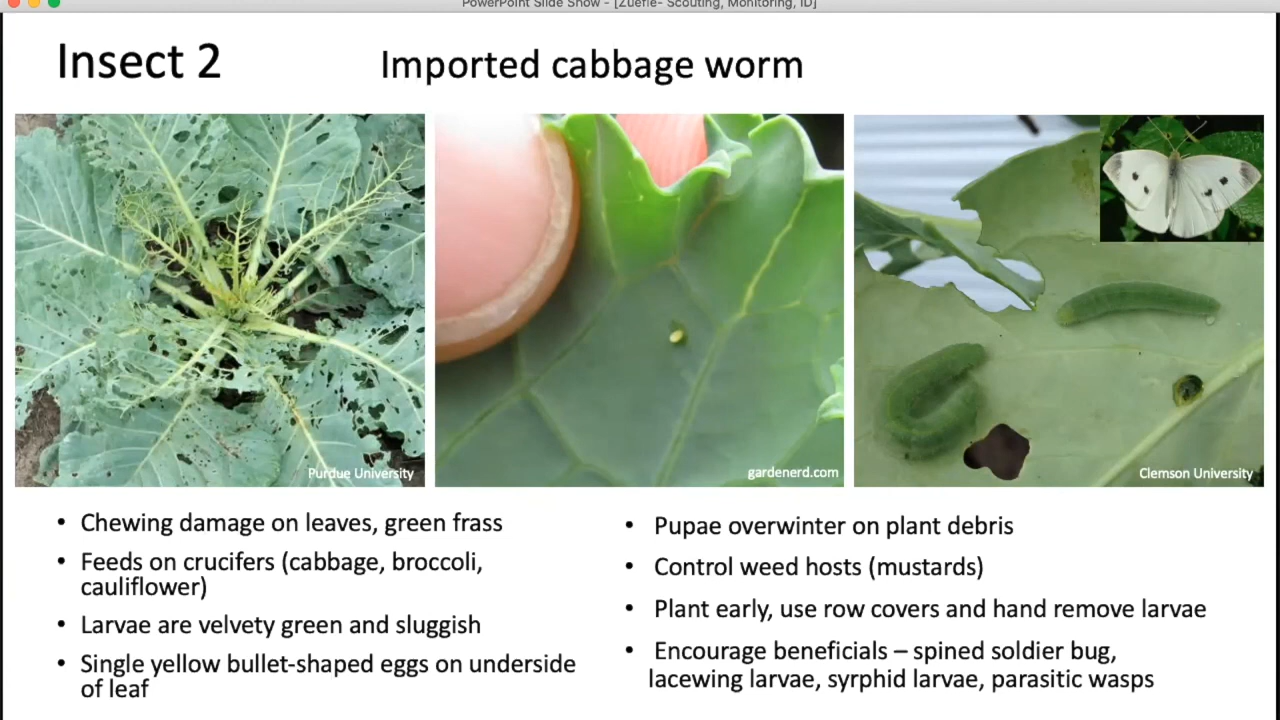 PowerPoint Slide Show - [Zuefle- Scouting, Monitoring, ID]
Insect 2
Imported cabbage worm
Purdue University
gardenerd.com
Clemson University
• Chewing damage on leaves, green frass
• Feeds on crucifers (cabbage, broccoli,
cauliflower)
• Larvae are velvety green and sluggish
• Single yellow bullet-shaped eggs on underside
of leaf
• Pupae overwinter on plant debris
• Control weed hosts (mustards)
• Plant early, use row covers and hand remove larvae
• Encourage beneficials – spined soldier bug,
lacewing larvae, syrphid larvae, parasitic wasps